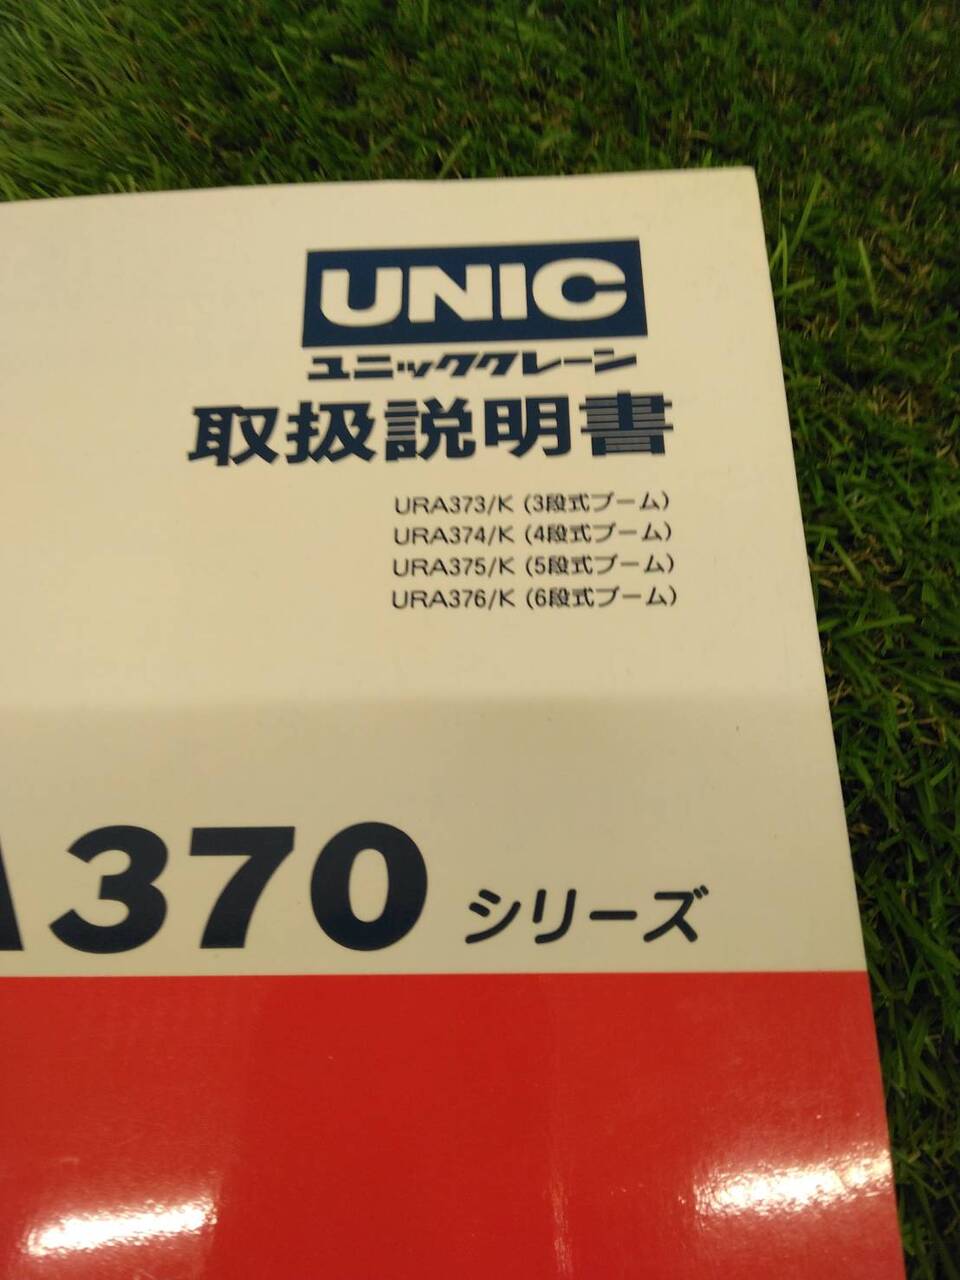 UNIC
ユニッククレーン
取扱説明書
URA373/K (3段式ブーム)
URA374/K (4段式ブーム)
URA375/K (5段式ブーム)
URA376/K (6段式ブーム)
A370 シリーズ